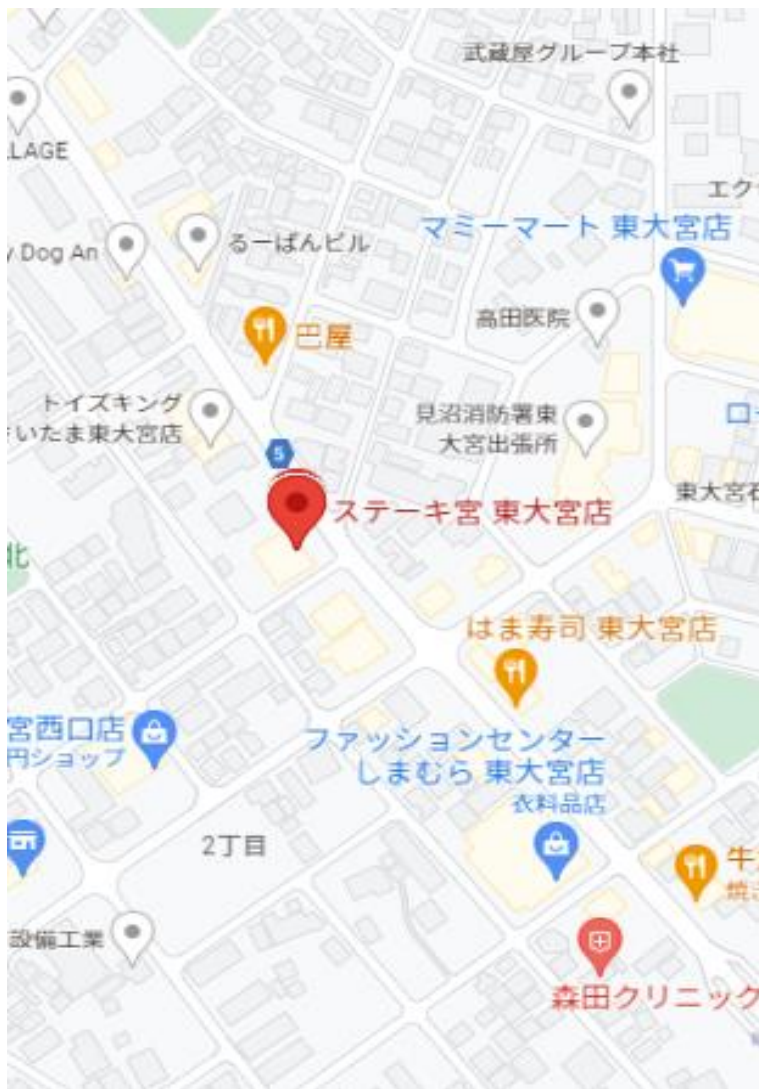 武蔵屋グループ本社
LAGE
エク
マミーマート 東大宮店
Dog An
るーぱんビル
高田医院
巴屋
トイズキング
いたま東大宮店
見沼消防署東
大宮出張所
ロ
5
東大宮石
ステーキ宮 東大宮店
北
はま寿司 東大宮店
宮西口店
円ショップ
ファッションセンター
しまむら 東大宮店
衣料品店
2丁目
牛
焼き
設備工業
森田クリニック